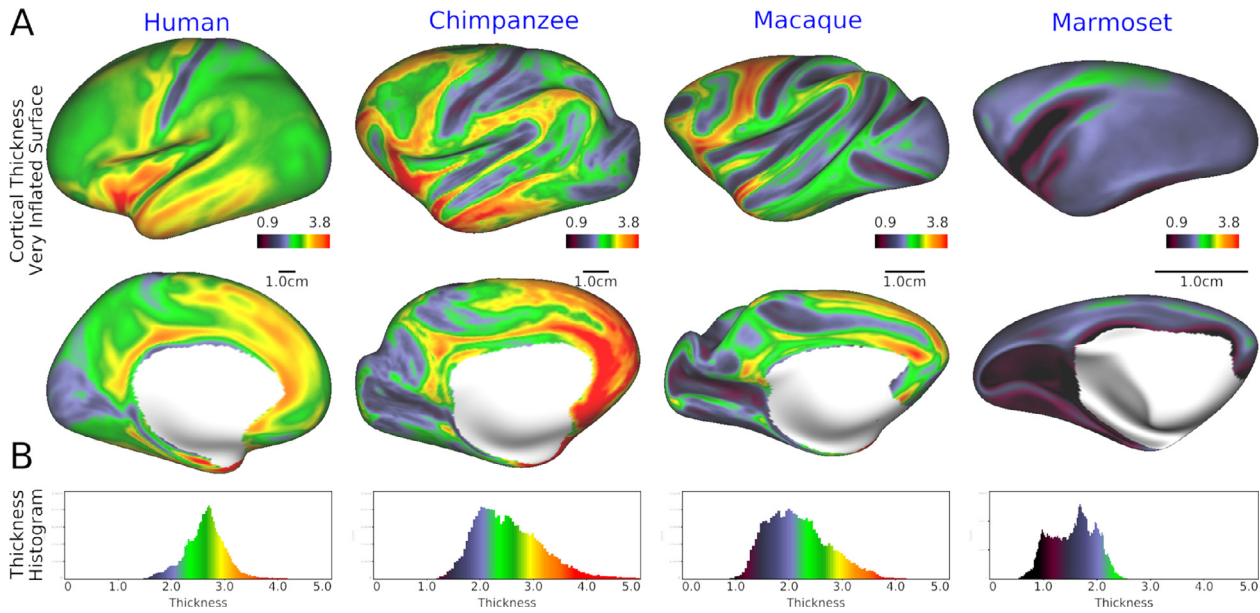 A
Human
Chimpanzee
Macaque
Marmoset
Cortical Thickness
Very Inflated Surface
0.9 3.8
0.9 3.8
0.9 3.8
0.9 3.8
1.0cm
1.0cm
1.0cm
1.0cm
B
Thickness
Histogram
0.0 1.0 2.0 3.0 4.0 5.0
0.0 1.0 2.0 3.0 4.0 5.0
0.0 1.0 2.0 3.0 4.0 5.0
0.0 1.0 2.0 3.0 4.0 5.0
Thickness
Thickness
Thickness
Thickness